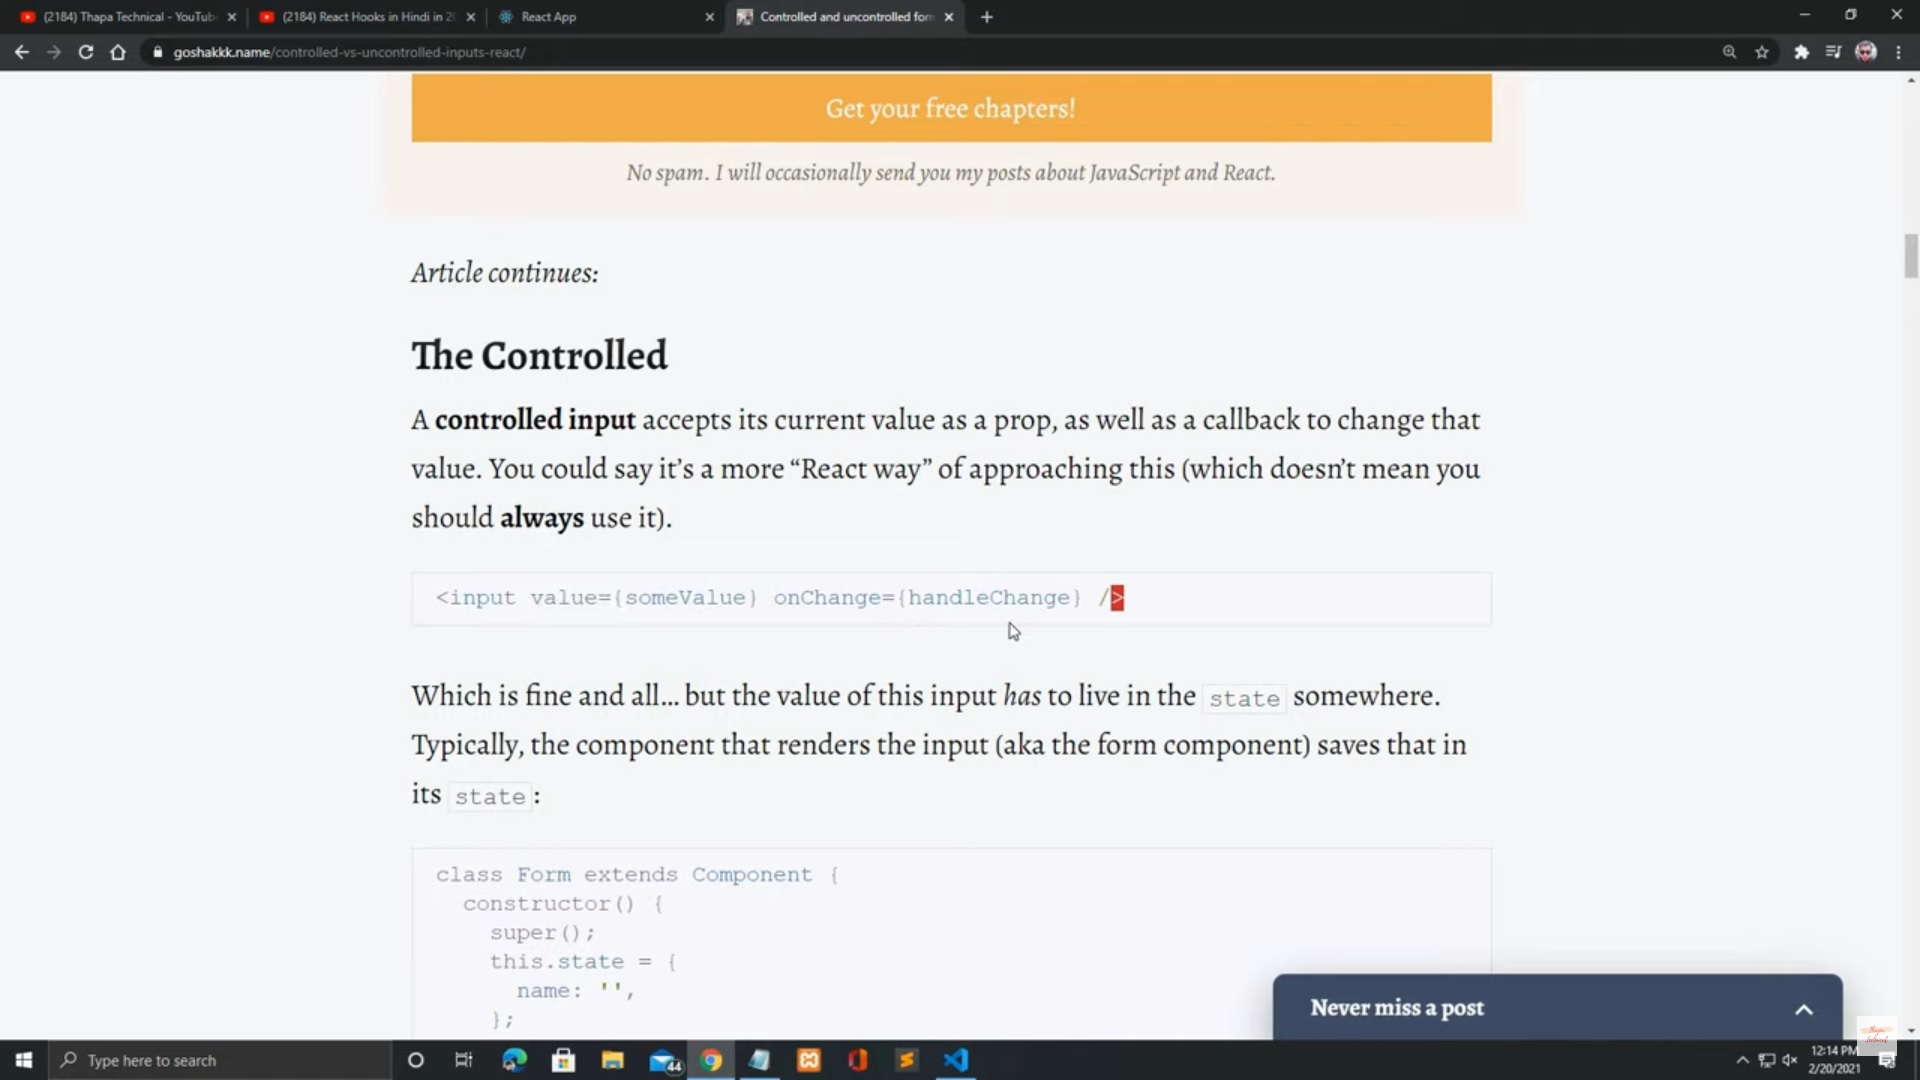 (2184) Thapa Technical - YouTub
(2184) React Hooks in Hindi in 20
React App
Controlled and uncontrolled for
goshakkk.name/controlled-vs-uncontrolled-inputs-react/
Get your free chapters!
No spam. I will occasionally send you my posts about JavaScript and React.
Article continues:
The Controlled
A controlled input accepts its current value as a prop, as well as a callback to change that
value. You could say it's a more “React way” of approaching this (which doesn't mean you
should always use it).
<input value={someValue} onChange={handleChange} />
Which is fine and all... but the value of this input has to live in the state somewhere.
Typically, the component that renders the input (aka the form component) saves that in
its state:
class Form extends Component {
constructor() {
super();
this.state = {
name: '',
};
Never miss a post
Type here to search
44
12:14 PM
2/20/2021